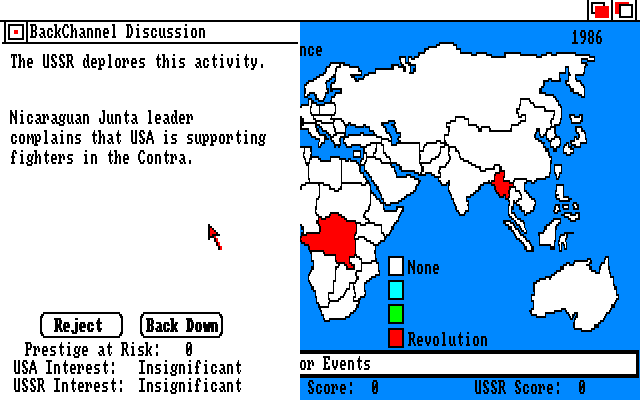 BackChannel Discussion
The USSR deplores this activity.
Nicaraguan Junta leader
complains that USA is supporting
fighters in the Contra.
Reject
Back Down
Prestige at Risk: 0
USA Interest: Insignificant
USSR Interest: Insignificant
nce
1986
None
Revolution
or Events
Score: 0
USSR Score: 0